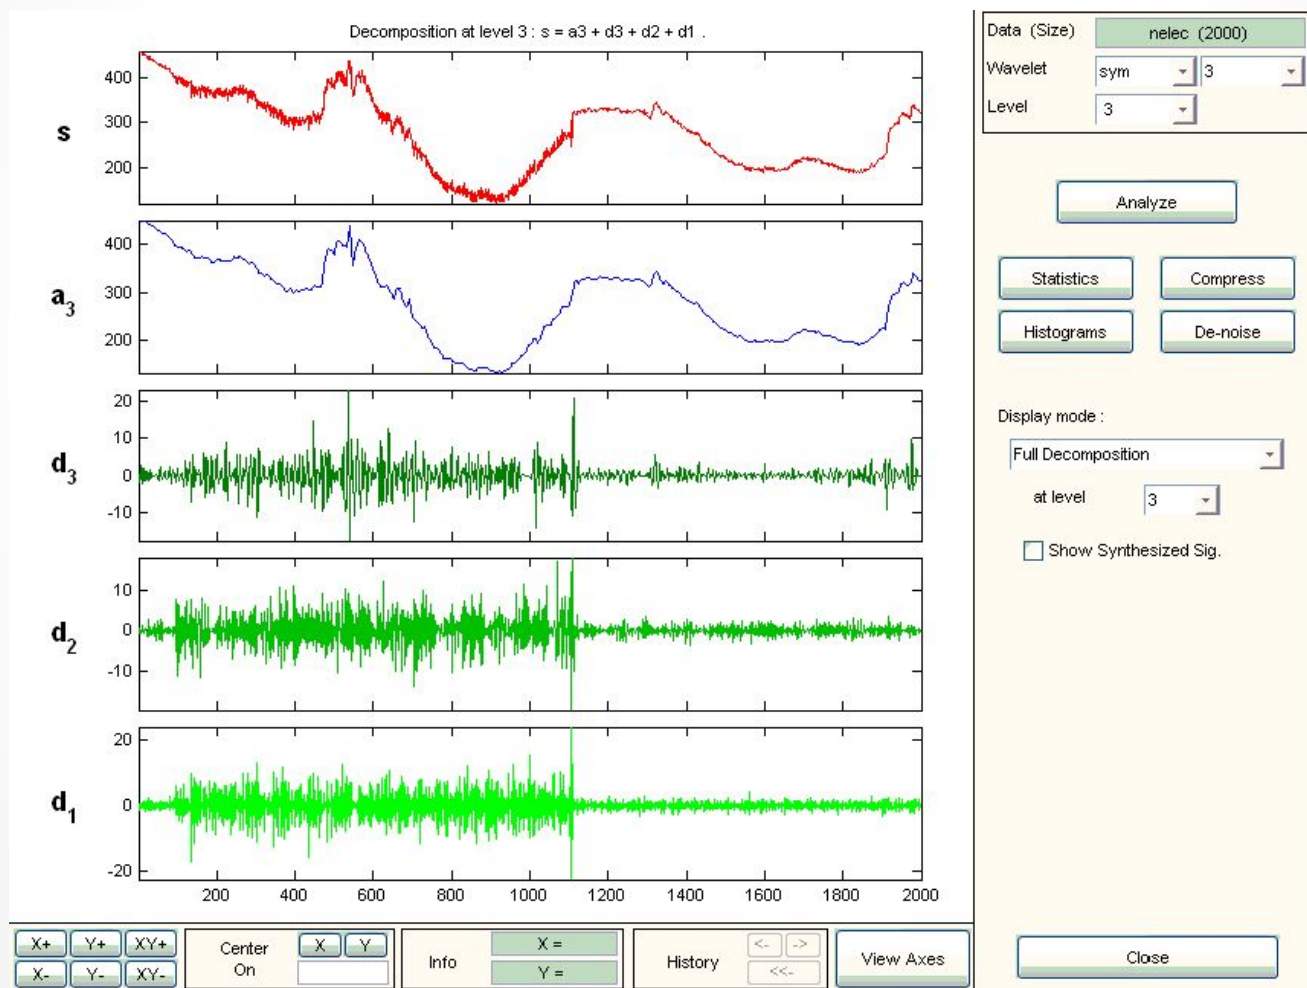 Decomposition at level 3 : s = a3 + d3 + d2 + d1 .
s
400
300
200
a3
400
300
200
d3
20
10
0
-10
d2
10
0
-10
d1
20
0
-20
200 400 600 800 1000 1200 1400 1600 1800 2000
Data (Size) nelec (2000)
Wavelet sym 3
Level 3
Analyze
Statistics Compress
Histograms De-noise
Display mode :
Full Decomposition
at level 3
Show Synthesized Sig.
X+ Y+ XY+
X- Y- XY-
Center On
X Y
Info
X =
Y =
History
<- ->
<<-
View Axes
Close